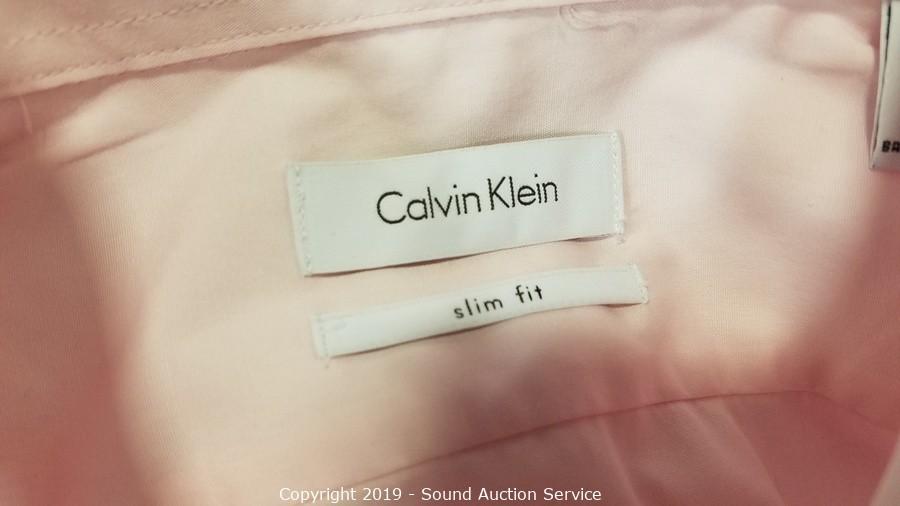 Calvin Klein
slim fit
Copyright 2019 - Sound Auction Service